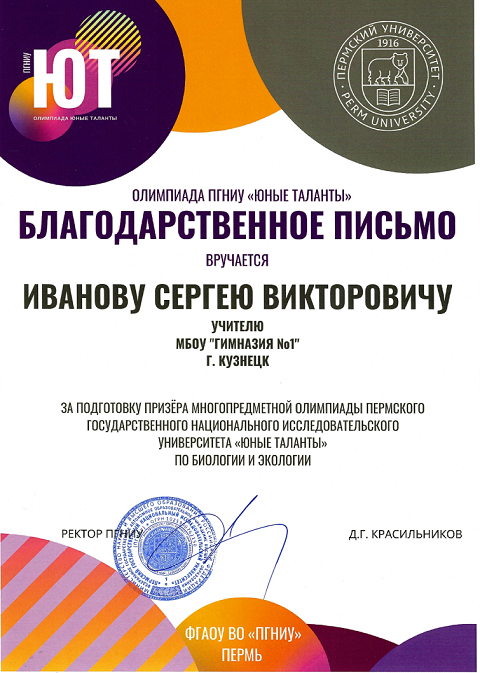 ПГНИУ
ЮТ
ОЛИМПИАДА ЮНЫЕ ТАЛАНТЫ
ПЕРМСКИЙ УНИВЕРСИТЕТ
1916
PERM UNIVERSITY
ОЛИМПИАДА ПГНИУ «ЮНЫЕ ТАЛАНТЫ»
БЛАГОДАРСТВЕННОЕ ПИСЬМО
ВРУЧАЕТСЯ
ИВАНОВУ СЕРГЕЮ ВИКТОРОВИЧУ
УЧИТЕЛЮ
МБОУ "ГИМНАЗИЯ №1"
Г. КУЗНЕЦК
ЗА ПОДГОТОВКУ ПРИЗЁРА МНОГОПРЕДМЕТНОЙ ОЛИМПИАДЫ ПЕРМСКОГО
ГОСУДАРСТВЕННОГО НАЦИОНАЛЬНОГО ИССЛЕДОВАТЕЛЬСКОГО
УНИВЕРСИТЕТА «ЮНЫЕ ТАЛАНТЫ»
ПО БИОЛОГИИ И ЭКОЛОГИИ
РЕКТОР ПГНИУ
Д.Г. КРАСИЛЬНИКОВ
ФГАОУ ВО «ПГНИУ»
ПЕРМЬ